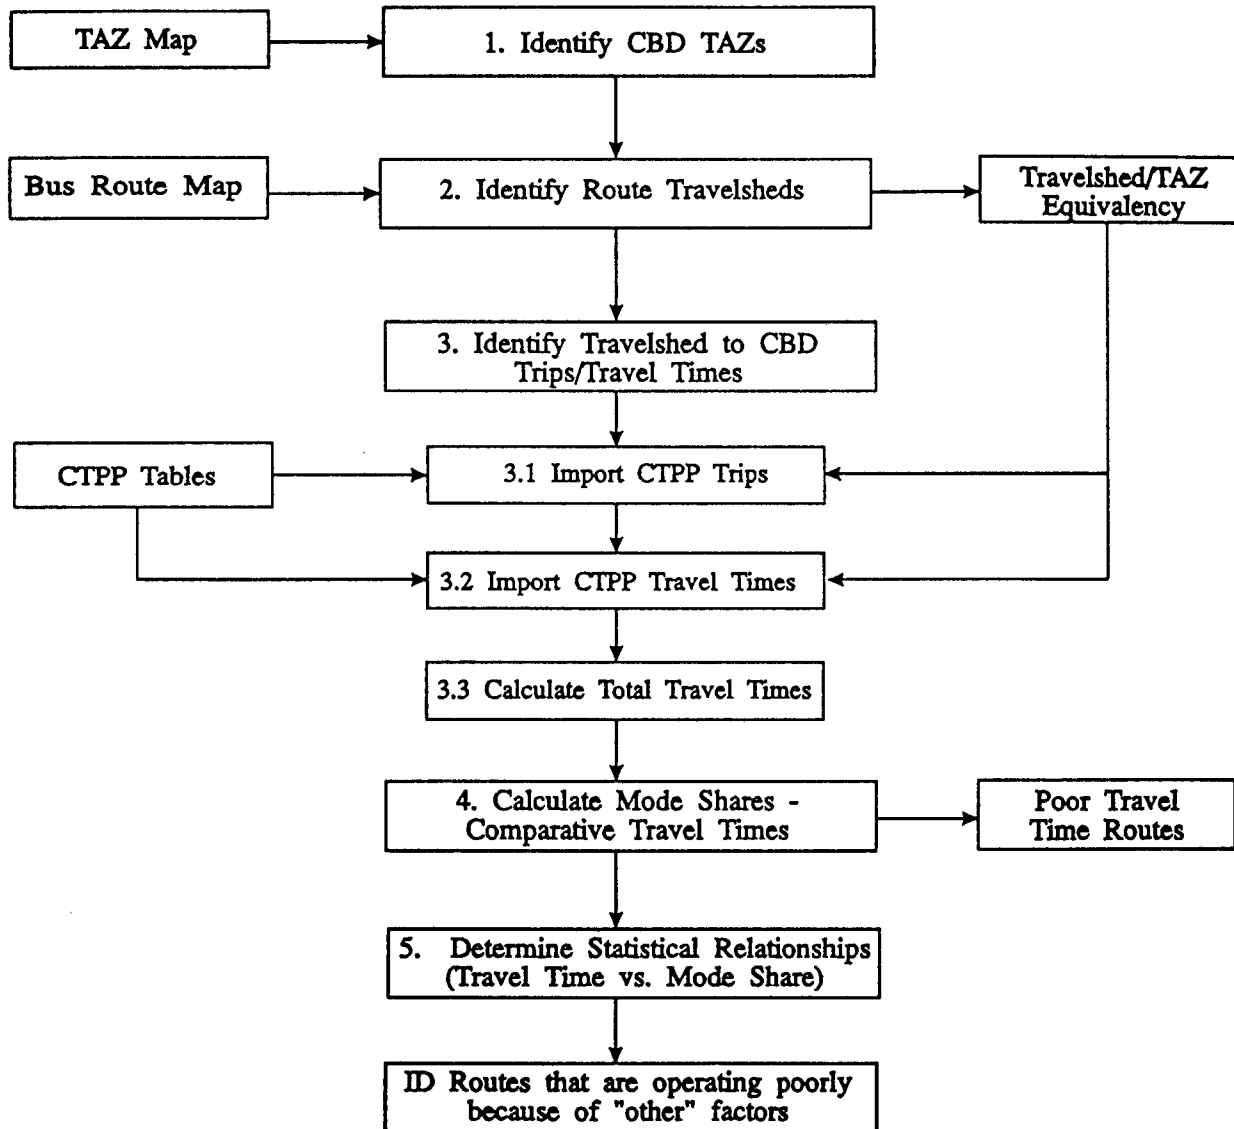 TAZ Map
1. Identify CBD TAZs
Bus Route Map
2. Identify Route Travelsheds
Travelshed/TAZ
Equivalency
3. Identify Travelshed to CBD
Trips/Travel Times
CTPP Tables
3.1 Import CTPP Trips
3.2 Import CTPP Travel Times
3.3 Calculate Total Travel Times
4. Calculate Mode Shares -
Comparative Travel Times
Poor Travel
Time Routes
5. Determine Statistical Relationships
(Travel Time vs. Mode Share)
ID Routes that are operating poorly
because of "other" factors